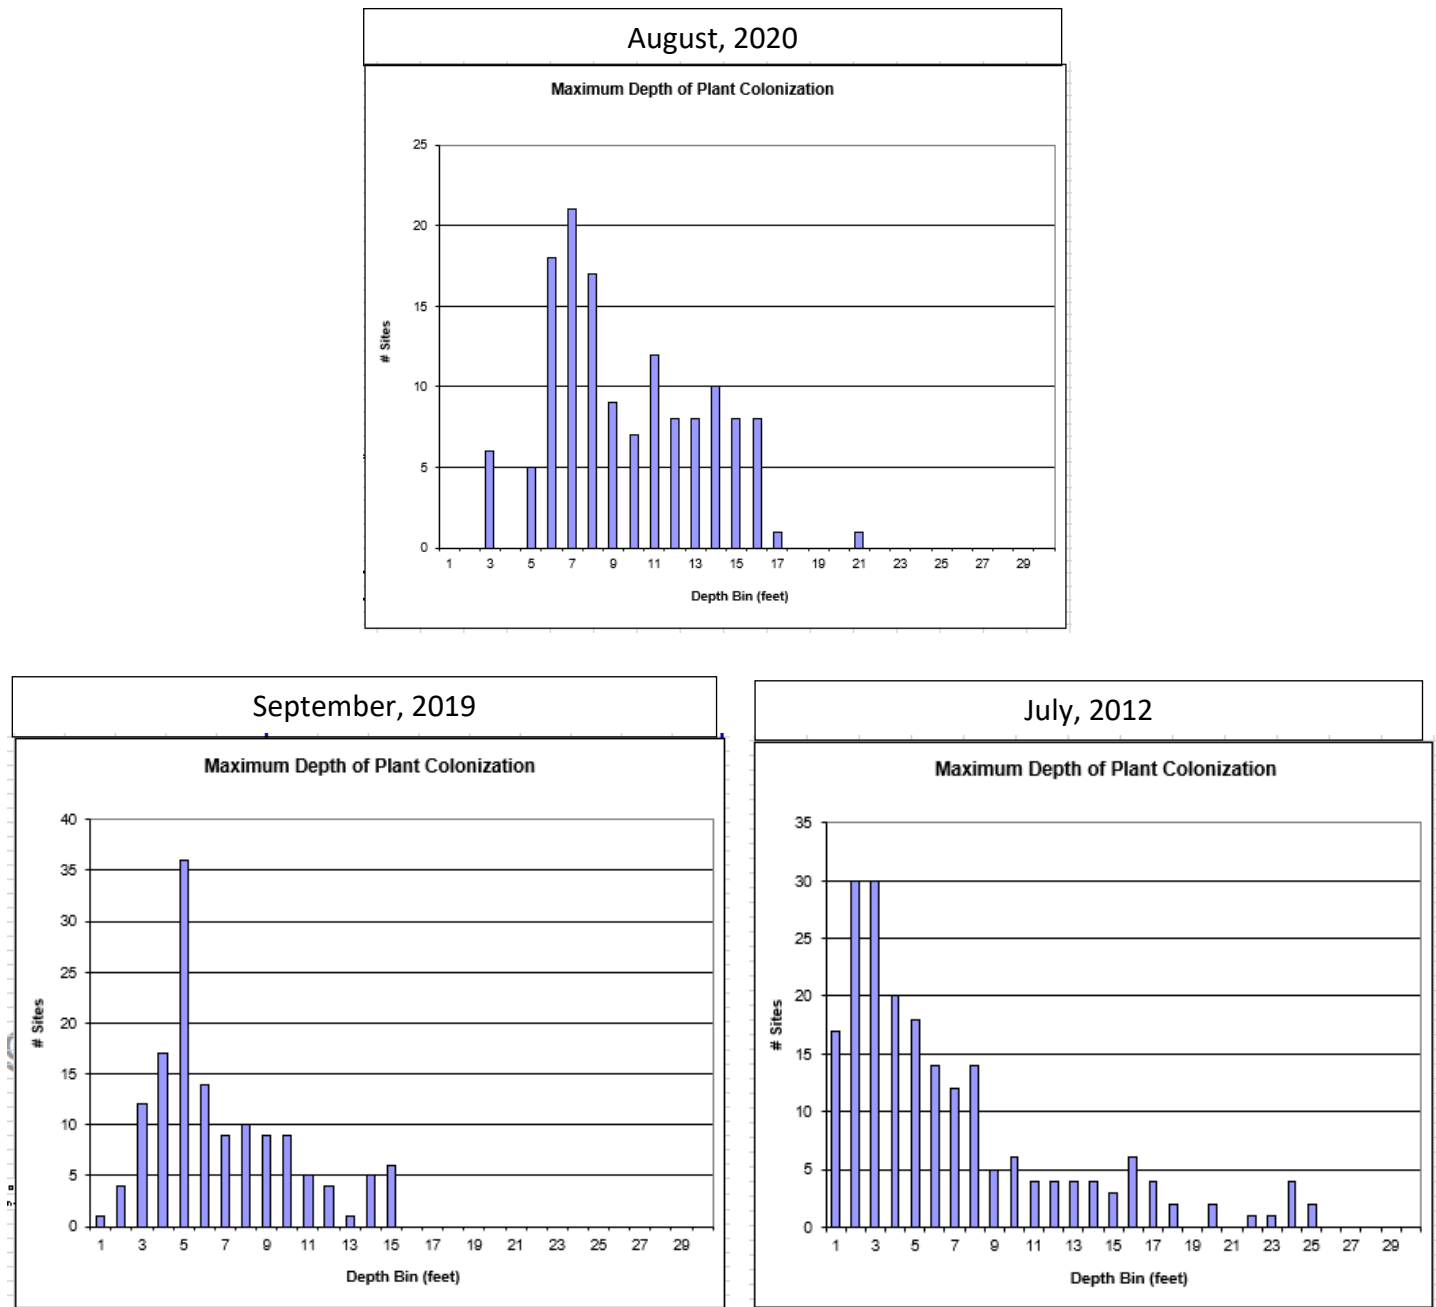 August, 2020
Maximum Depth of Plant Colonization
25
20
15
10
5
0
# Sites
1 3 5 7 9 11 13 15 17 19 21 23 25 27 29
Depth Bin (feet)
September, 2019
Maximum Depth of Plant Colonization
40
35
30
25
20
15
10
5
0
# Sites
1 3 5 7 9 11 13 15 17 19 21 23 25 27 29
Depth Bin (feet)
July, 2012
Maximum Depth of Plant Colonization
35
30
25
20
15
10
5
0
# Sites
1 3 5 7 9 11 13 15 17 19 21 23 25 27 29
Depth Bin (feet)